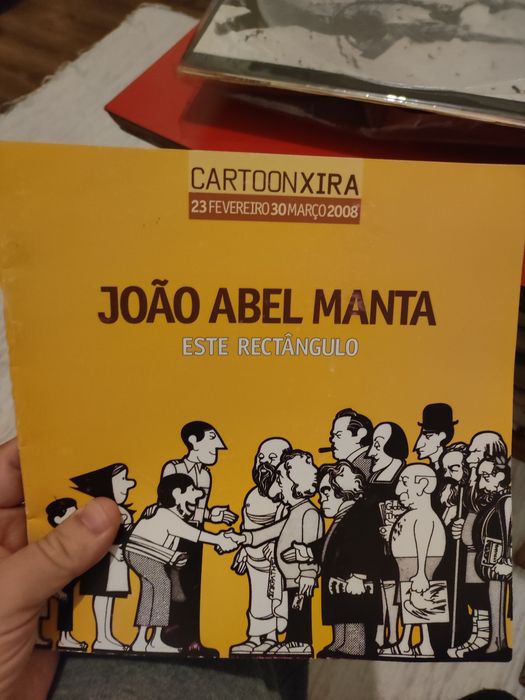 CARTOONXIRA
23 FEVEREIRO 30 MARÇO 2008
JOÃO ABEL MANTA
ESTE RECTÂNGULO